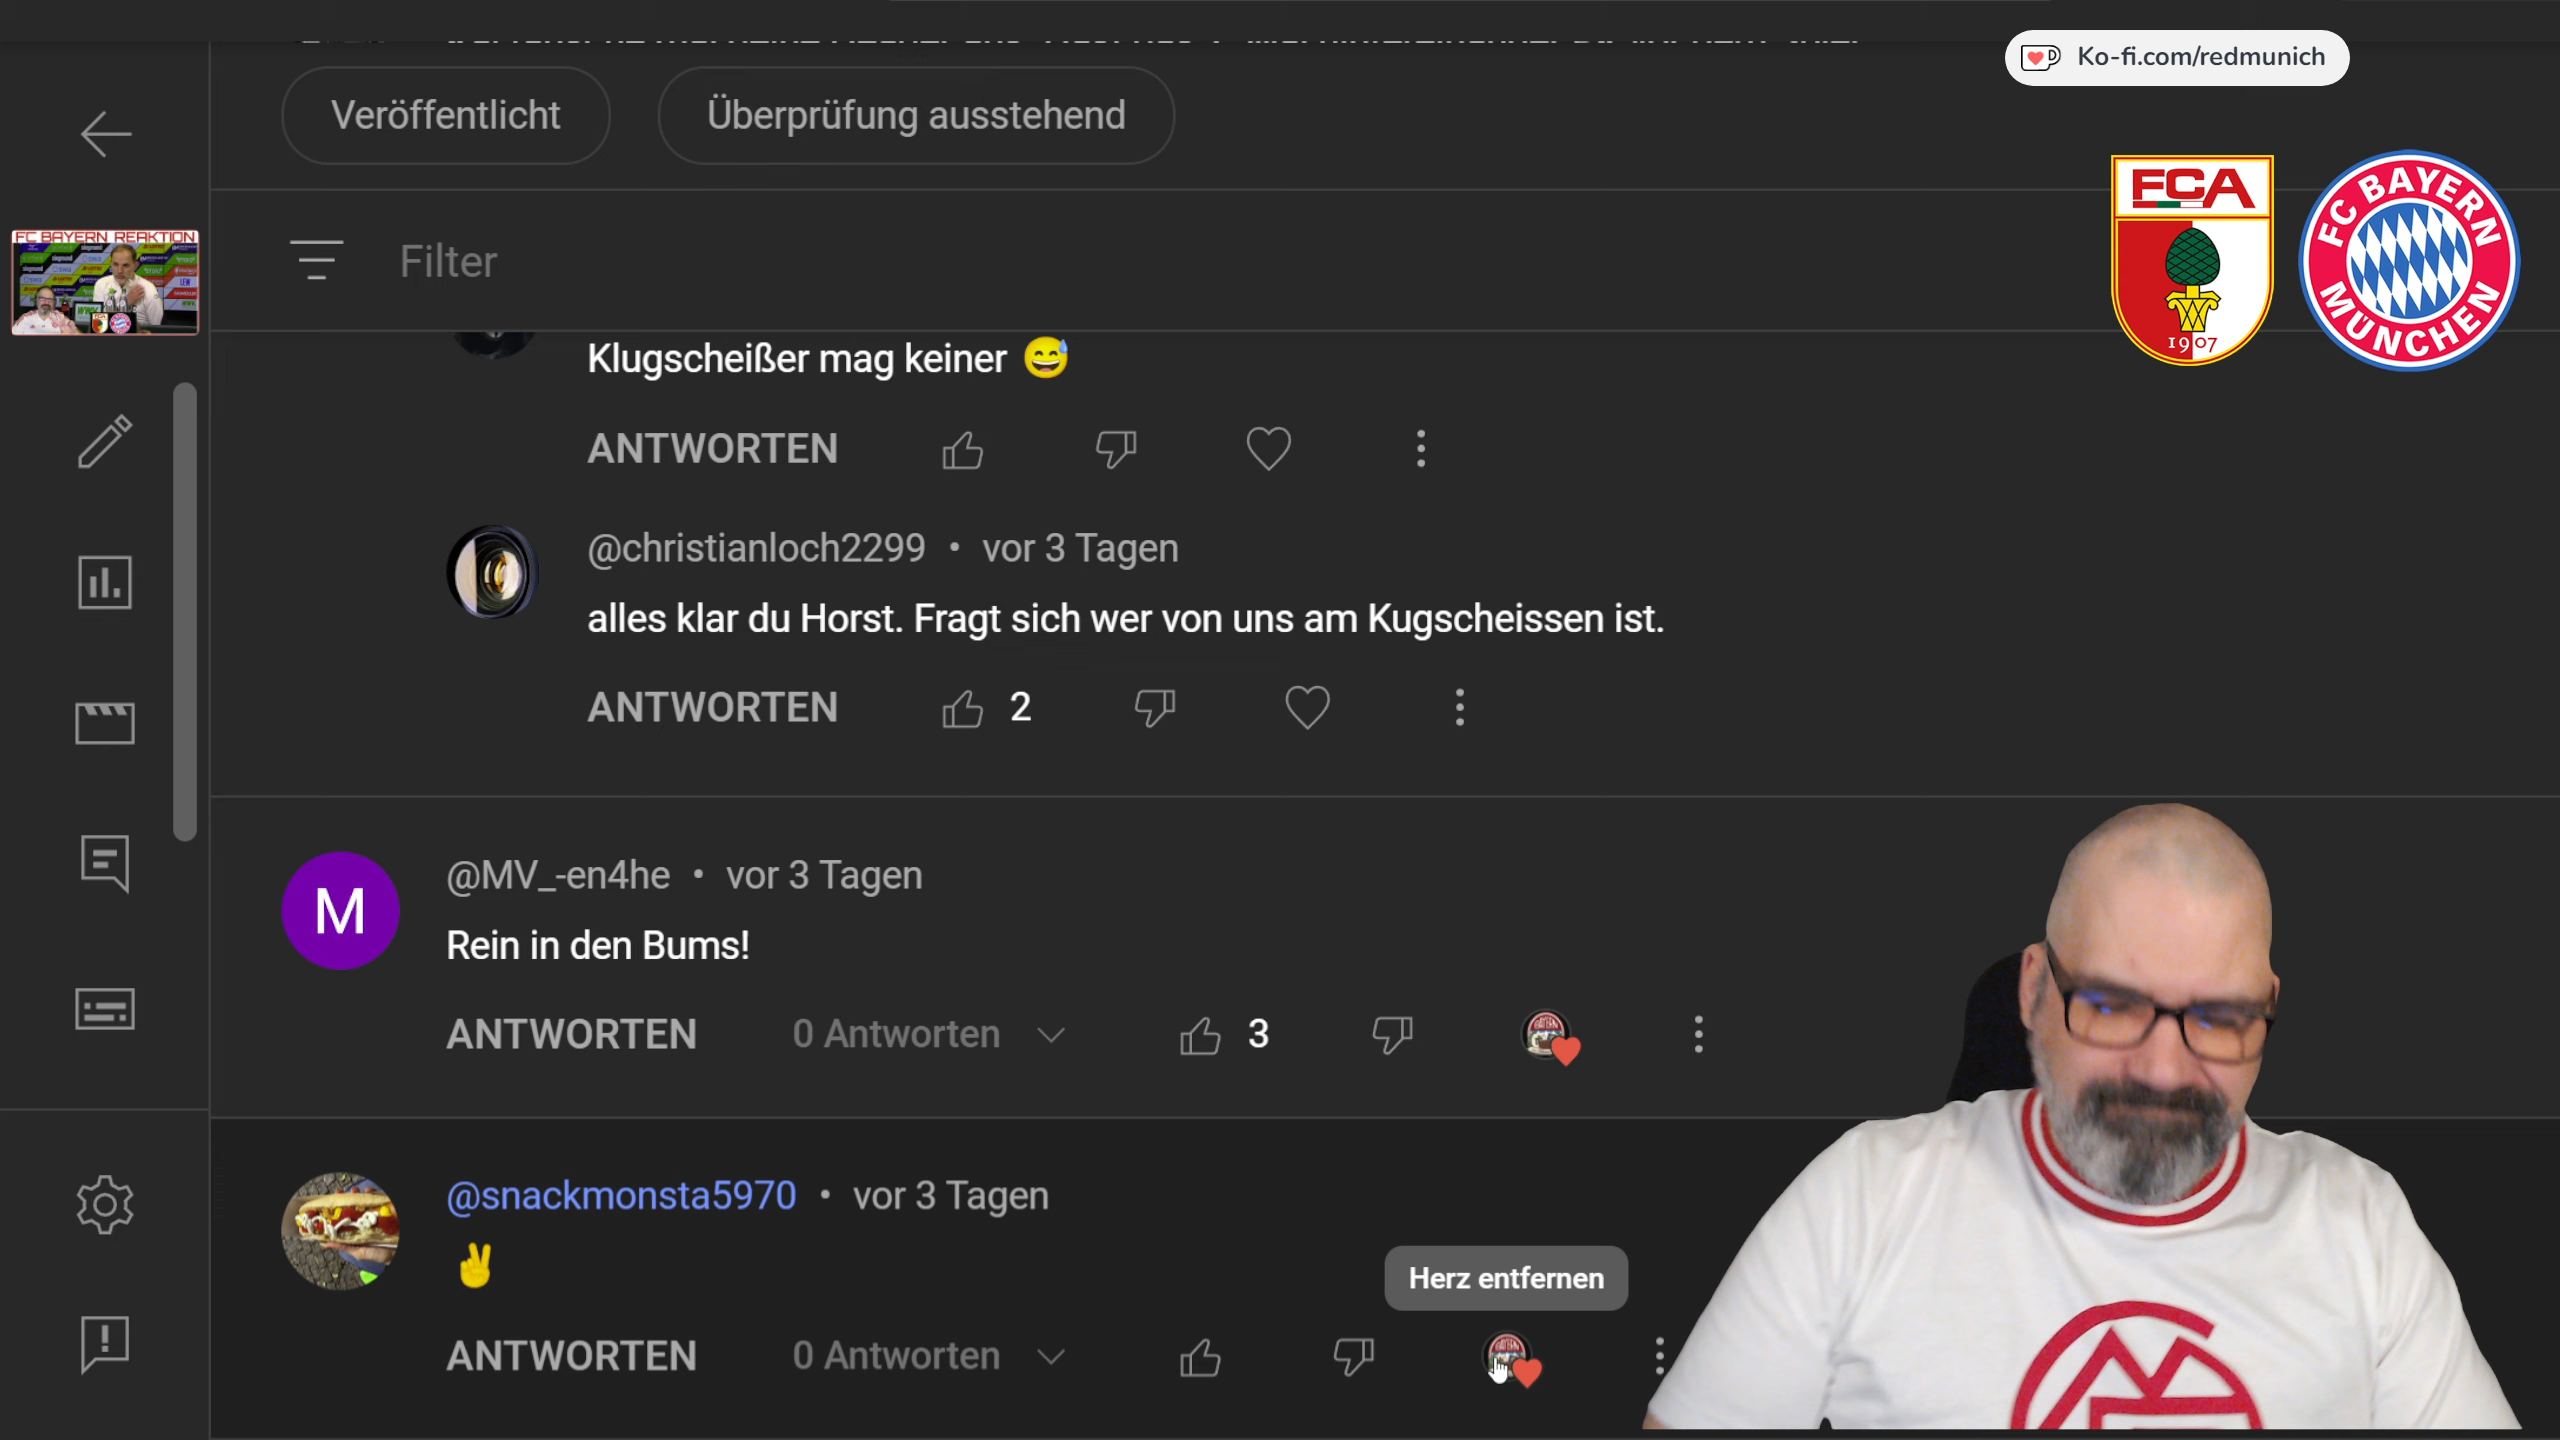 Ko-fi.com/redmunich
Veröffentlicht
Überprüfung ausstehend
FCA
1907
FC BAYERN
MÜNCHEN
FC BAYERN REAKTION
Filter
Klugscheißer mag keiner 😅
ANTWORTEN
@christianloch2299 • vor 3 Tagen
alles klar du Horst. Fragt sich wer von uns am Kugscheissen ist.
ANTWORTEN 2
M
@MV_-en4he • vor 3 Tagen
Rein in den Bums!
ANTWORTEN 0 Antworten 3
@snackmonsta5970 • vor 3 Tagen
✌
Herz entfernen
ANTWORTEN 0 Antworten